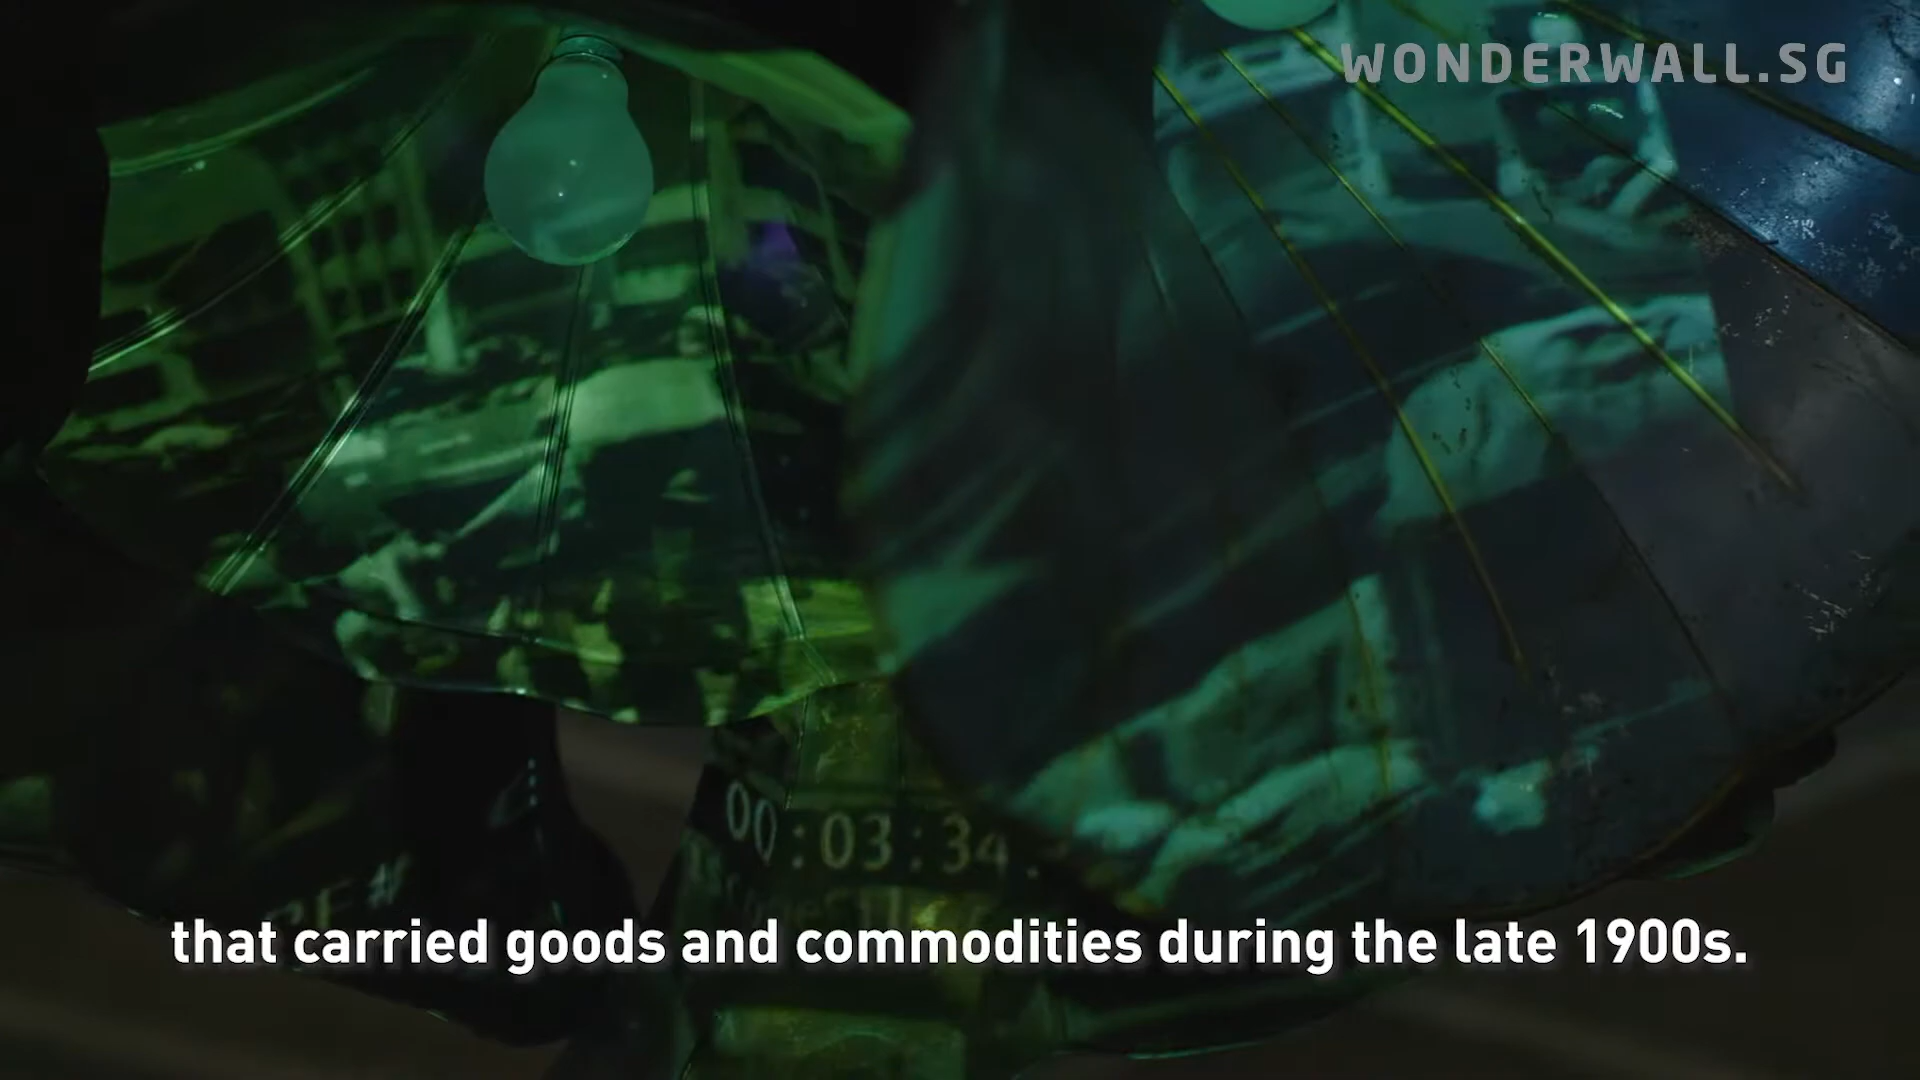 WONDERWALL.SG
00:03:34.
that carried goods and commodities during the late 1900s.